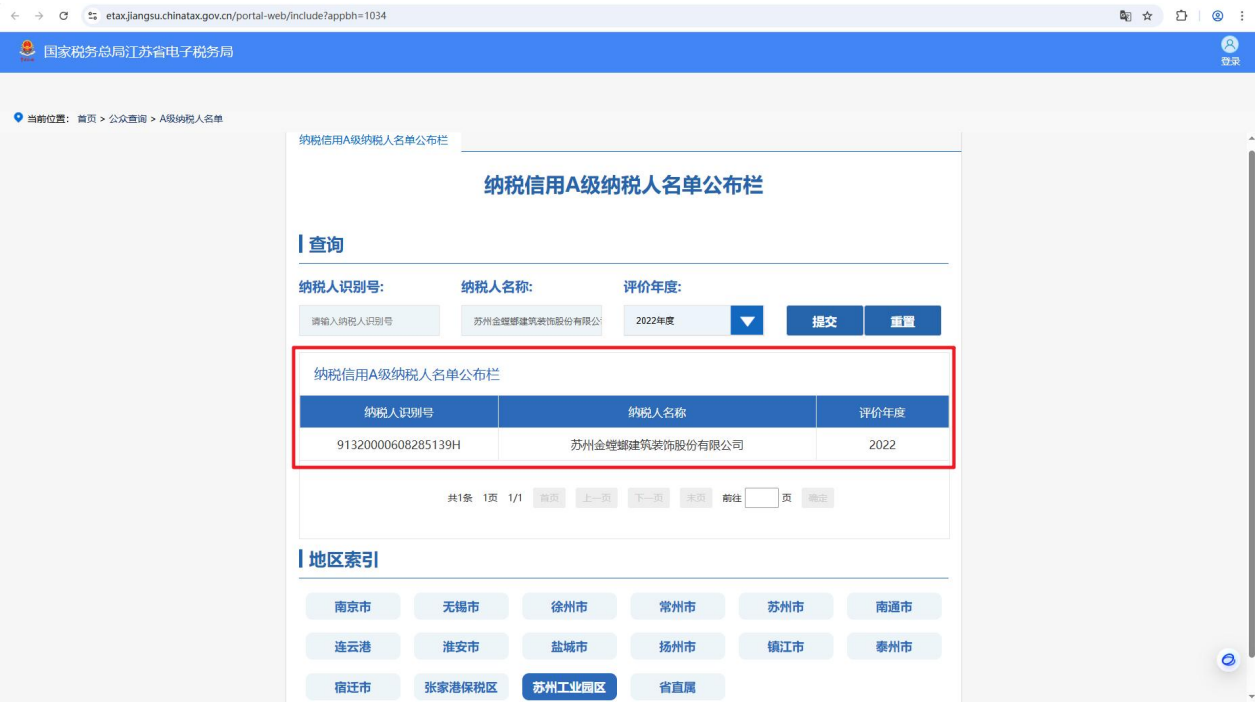 etax.jiangsu.chinatax.gov.cn/portal-web/include?appbh=1034
国家税务总局江苏省电子税务局
登录
当前位置： 首页 > 公众查询 > A级纳税人名单
纳税信用A级纳税人名单公布栏
纳税信用A级纳税人名单公布栏
查询
纳税人识别号: 纳税人名称: 评价年度:
请输入纳税人识别号 苏州金螳螂建筑装饰股份有限公 2022年度 提交 重置
纳税信用A级纳税人名单公布栏
纳税人识别号 纳税人名称 评价年度
91320000608285139H 苏州金螳螂建筑装饰股份有限公司 2022
共1条 1页 1/1 首页 上一页 下一页 末页 前往 页 确定
地区索引
南京市 无锡市 徐州市 常州市 苏州市 南通市
连云港 淮安市 盐城市 扬州市 镇江市 泰州市
宿迁市 张家港保税区 苏州工业园区 省直属